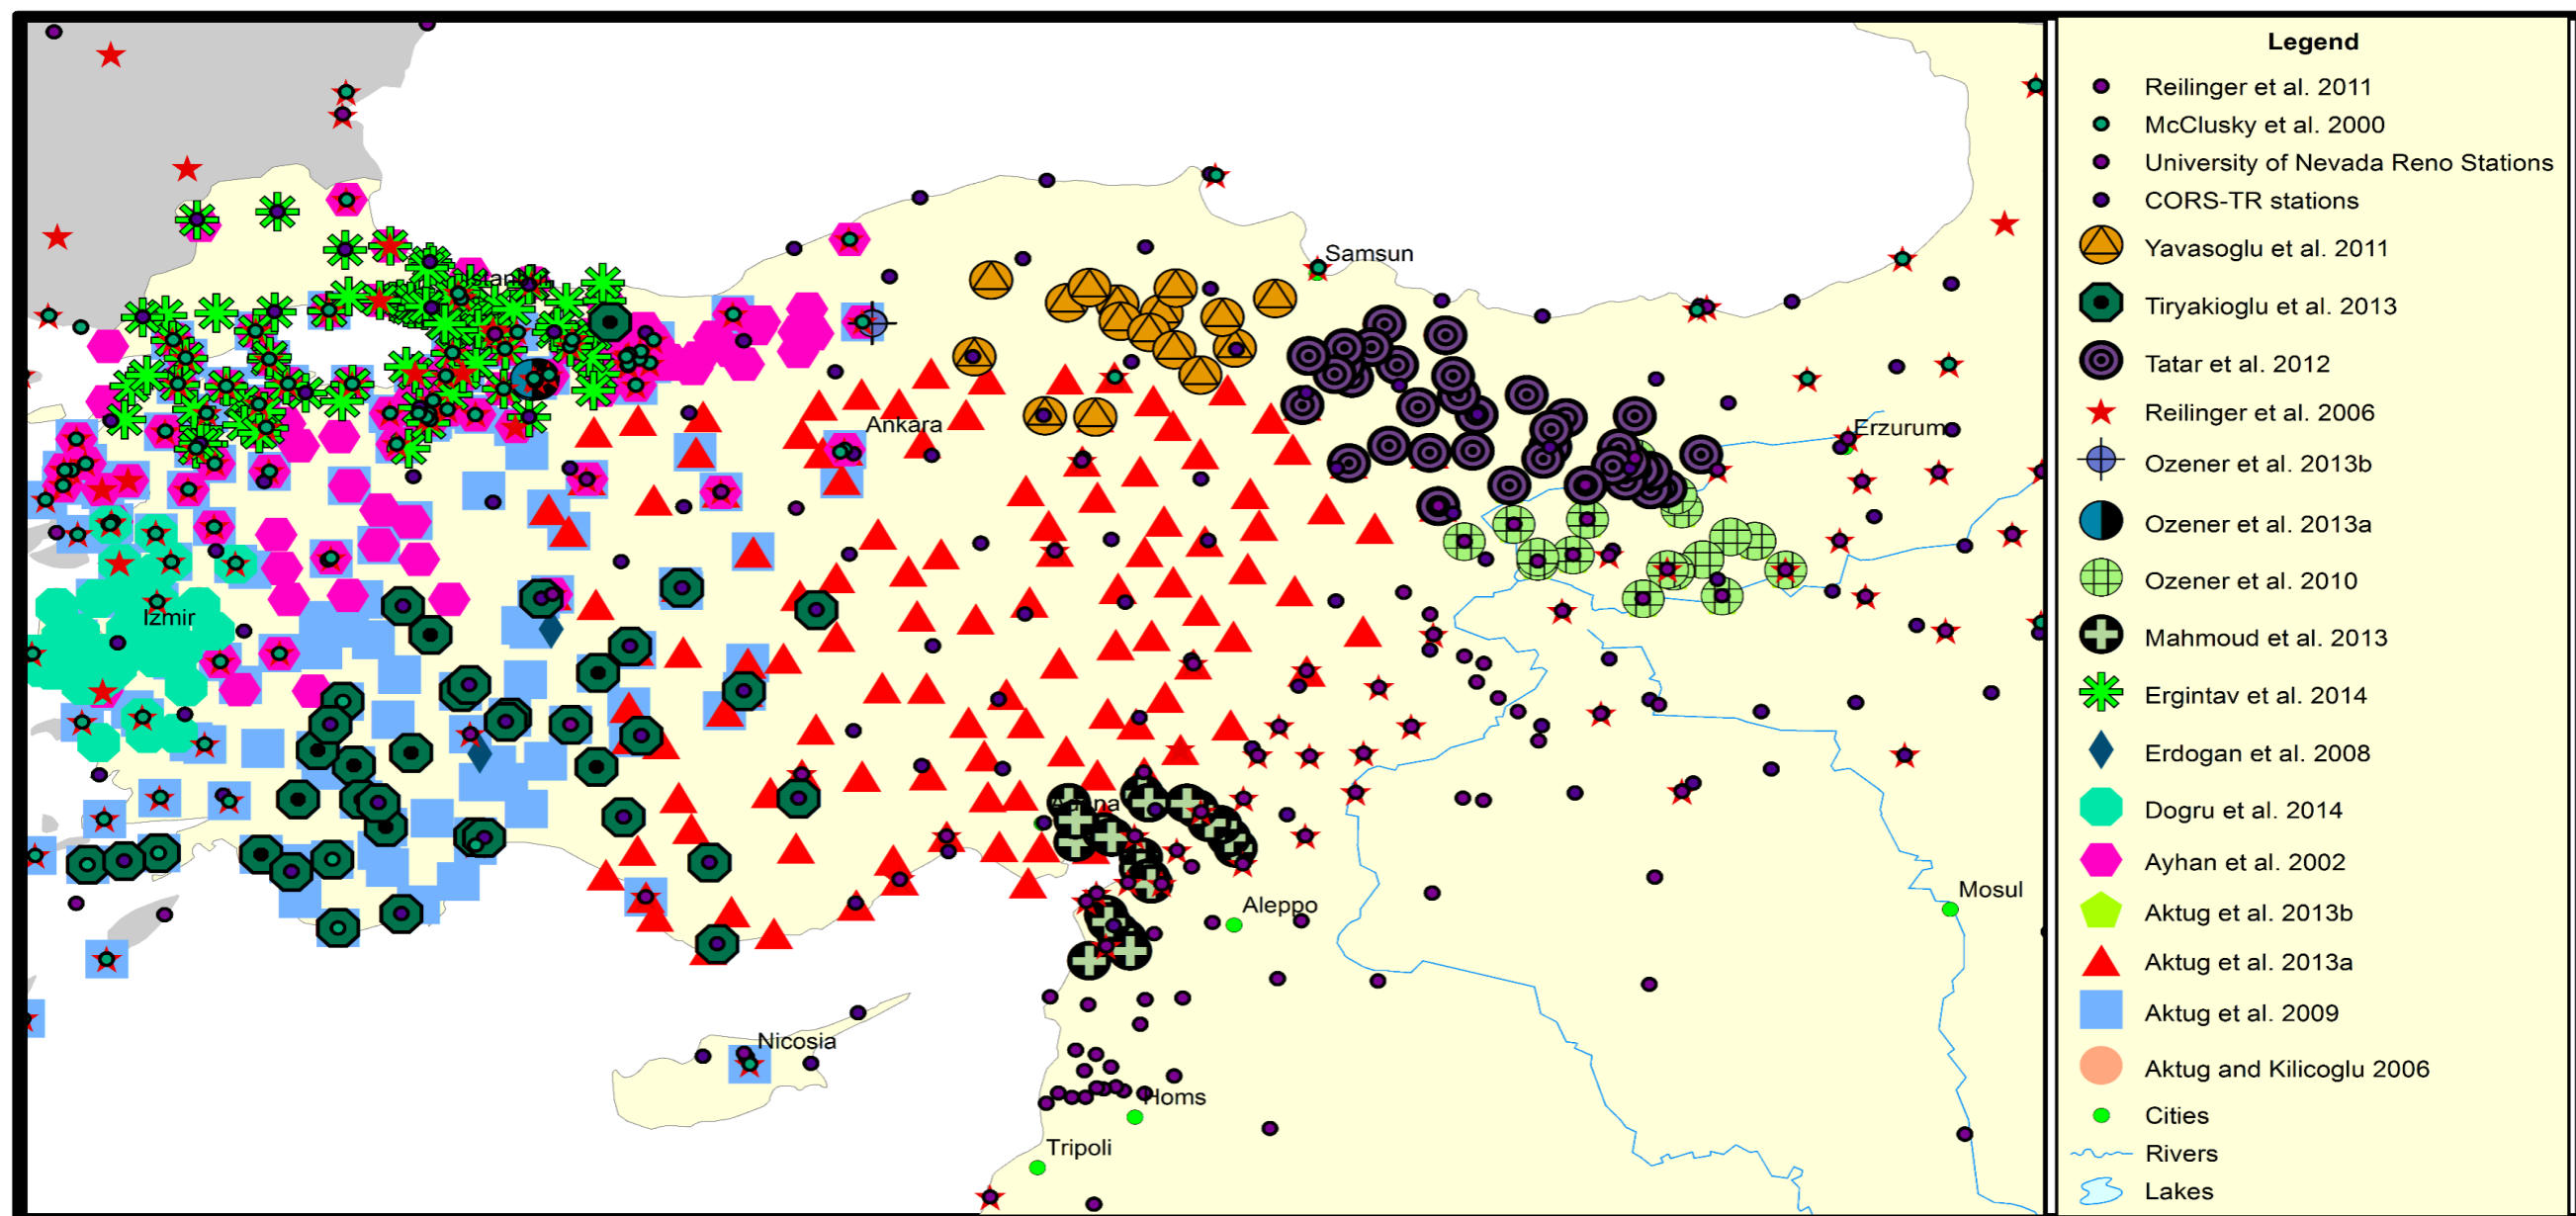 Legend
Reilinger et al. 2011
McClusky et al. 2000
University of Nevada Reno Stations
CORS-TR stations
Yavasoglu et al. 2011
Tiryakioglu et al. 2013
Tatar et al. 2012
Reilinger et al. 2006
Ozener et al. 2013b
Ozener et al. 2013a
Ozener et al. 2010
Mahmoud et al. 2013
Ergintav et al. 2014
Erdogan et al. 2008
Dogru et al. 2014
Ayhan et al. 2002
Aktug et al. 2013b
Aktug et al. 2013a
Aktug et al. 2009
Aktug and Kilicoglu 2006
Cities
Rivers
Lakes
Samsun
Ankara
Erzurum
Izmir
Aleppo
Mosul
Nicosia
Homs
Tripoli